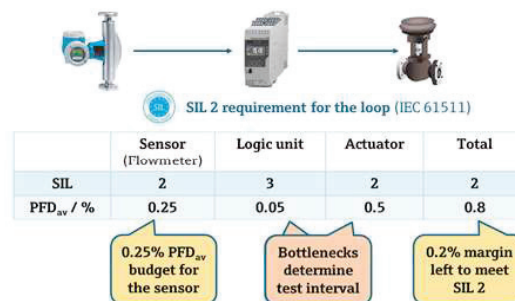 SIL 2 requirement for the loop (IEC 61511)
Sensor Logic unit Actuator Total
(Flowmeter)
SIL 2 3 2 2
PFDav / % 0.25 0.05 0.5 0.8
0.25% PFDav
budget for
the sensor
Bottlenecks
determine
test interval
0.2% margin
left to meet
SIL 2